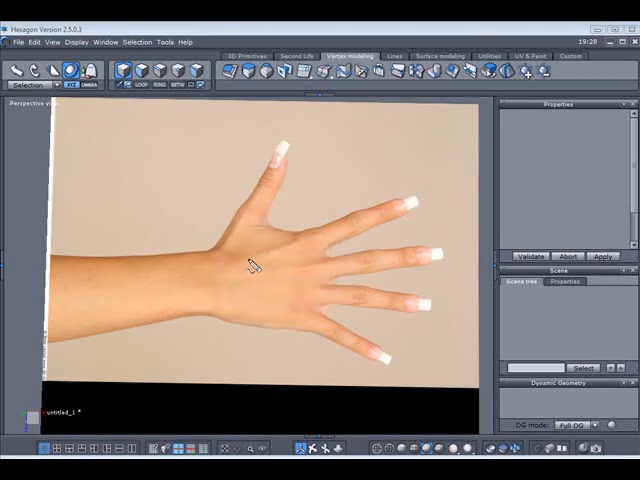 Hexagon Version 2.5.0.3
File Edit View Display Window Selection Tools Help
19:28
3D Primitives Second Life Vertex modeling Lines Surface modeling Utilities UV & Paint Custom
Selection XYZ CAMERA LOOP RING BETW
Perspective view
Properties
Validate Abort Apply
Scene
Scene tree Properties
Select
Dynamic Geometry
DG mode: Full DG
untitled_1 *